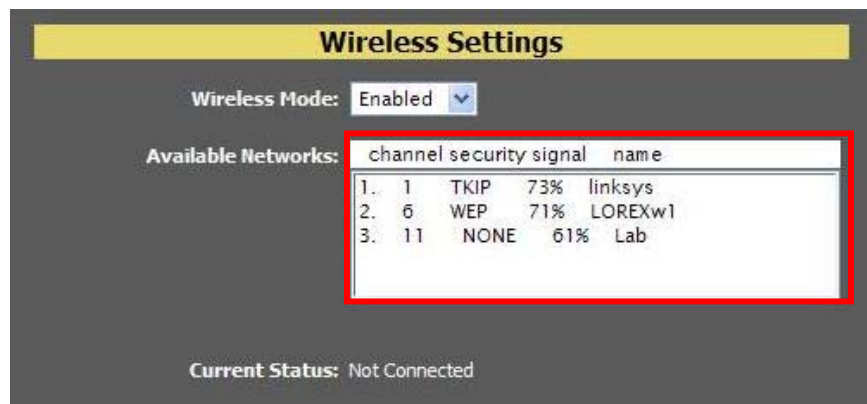 Wireless Settings
Wireless Mode: Enabled
Available Networks: channel security signal name
1. 1 TKIP 73% linksys
2. 6 WEP 71% LOREXw1
3. 11 NONE 61% Lab
Current Status: Not Connected